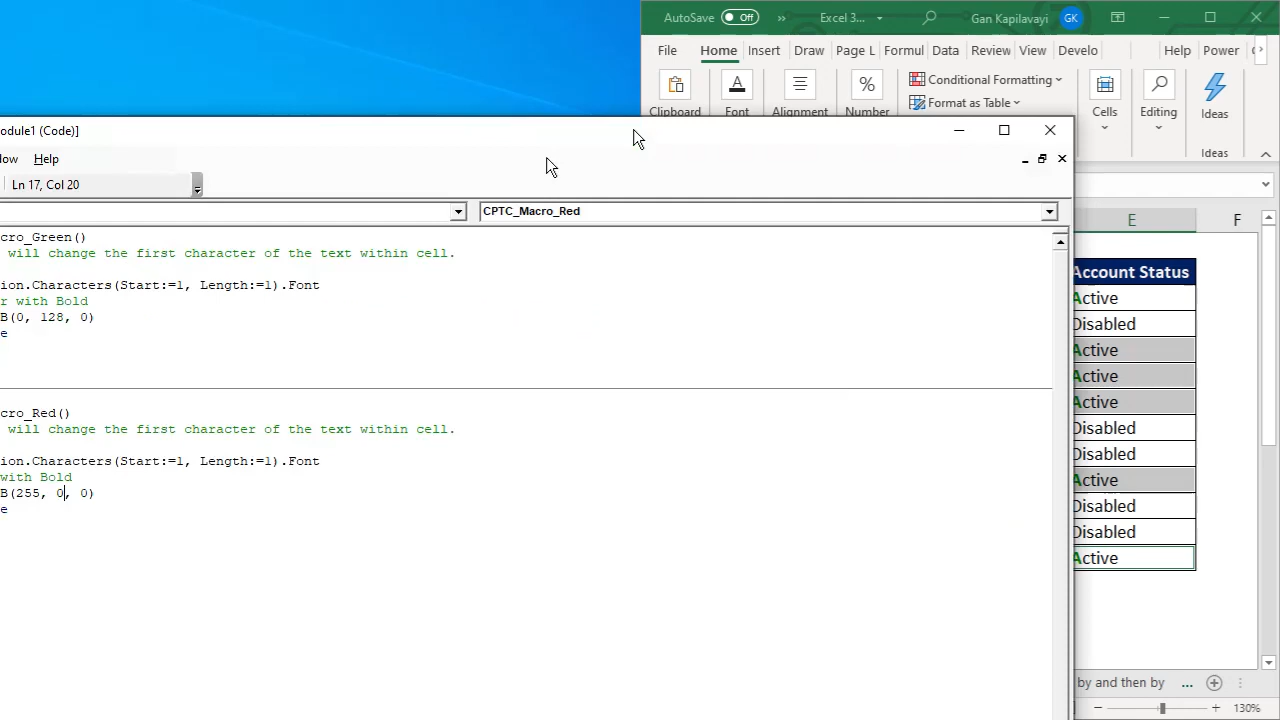 AutoSave Off » Excel 3... Gan Kapilavayi GK
File Home Insert Draw Page L Formul Data Review View Develo Help Power
Clipboard Font Alignment Number Conditional Formatting Format as Table Cells Editing Ideas
Ideas
odule1 (Code)]
low Help
Ln 17, Col 20
CPTC_Macro_Red
E F
cro_Green()
will change the first character of the text within cell.
ion.Characters(Start:=1, Length:=1).Font
r with Bold
B(0, 128, 0)
e
cro_Red()
will change the first character of the text within cell.
ion.Characters(Start:=1, Length:=1).Font
with Bold
B(255, 0, 0)
e
Account Status
Active
Disabled
Active
Active
Active
Disabled
Disabled
Active
Disabled
Disabled
Active
by and then by ...
130%